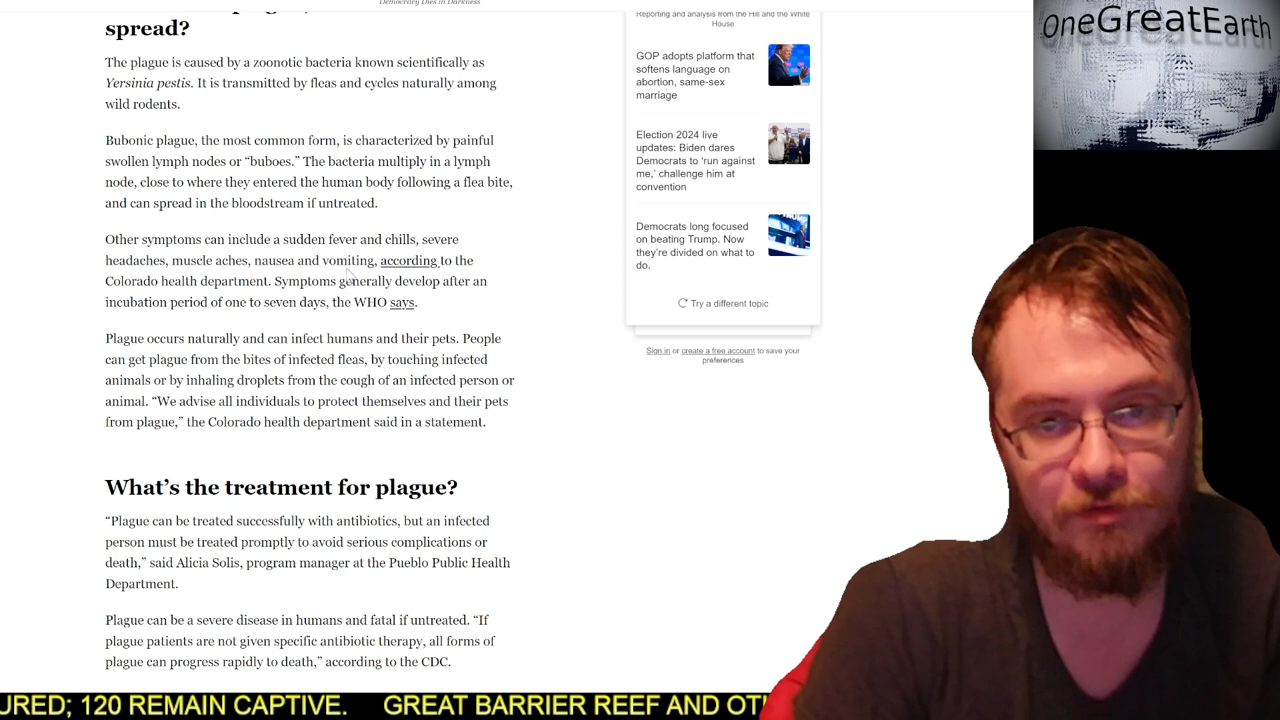 Democracy Dies in Darkness
spread?
The plague is caused by a zoonotic bacteria known scientifically as
Yersinia pestis. It is transmitted by fleas and cycles naturally among
wild rodents.
Bubonic plague, the most common form, is characterized by painful
swollen lymph nodes or “buboes.” The bacteria multiply in a lymph
node, close to where they entered the human body following a flea bite,
and can spread in the bloodstream if untreated.
Other symptoms can include a sudden fever and chills, severe
headaches, muscle aches, nausea and vomiting, according to the
Colorado health department. Symptoms generally develop after an
incubation period of one to seven days, the WHO says.
Plague occurs naturally and can infect humans and their pets. People
can get plague from the bites of infected fleas, by touching infected
animals or by inhaling droplets from the cough of an infected person or
animal. “We advise all individuals to protect themselves and their pets
from plague,” the Colorado health department said in a statement.
What’s the treatment for plague?
“Plague can be treated successfully with antibiotics, but an infected
person must be treated promptly to avoid serious complications or
death,” said Alicia Solis, program manager at the Pueblo Public Health
Department.
Plague can be a severe disease in humans and fatal if untreated. “If
plague patients are not given specific antibiotic therapy, all forms of
plague can progress rapidly to death,” according to the CDC.
Reporting and analysis from the Hill and the White
House
GOP adopts platform that
softens language on
abortion, same-sex
marriage
Election 2024 live
updates: Biden dares
Democrats to ‘run against
me,’ challenge him at
convention
Democrats long focused
on beating Trump. Now
they’re divided on what to
do.
Try a different topic
Sign in or create a free account to save your
preferences
OneGreatEarth
URED; 120 REMAIN CAPTIVE. GREAT BARRIER REEF AND OT